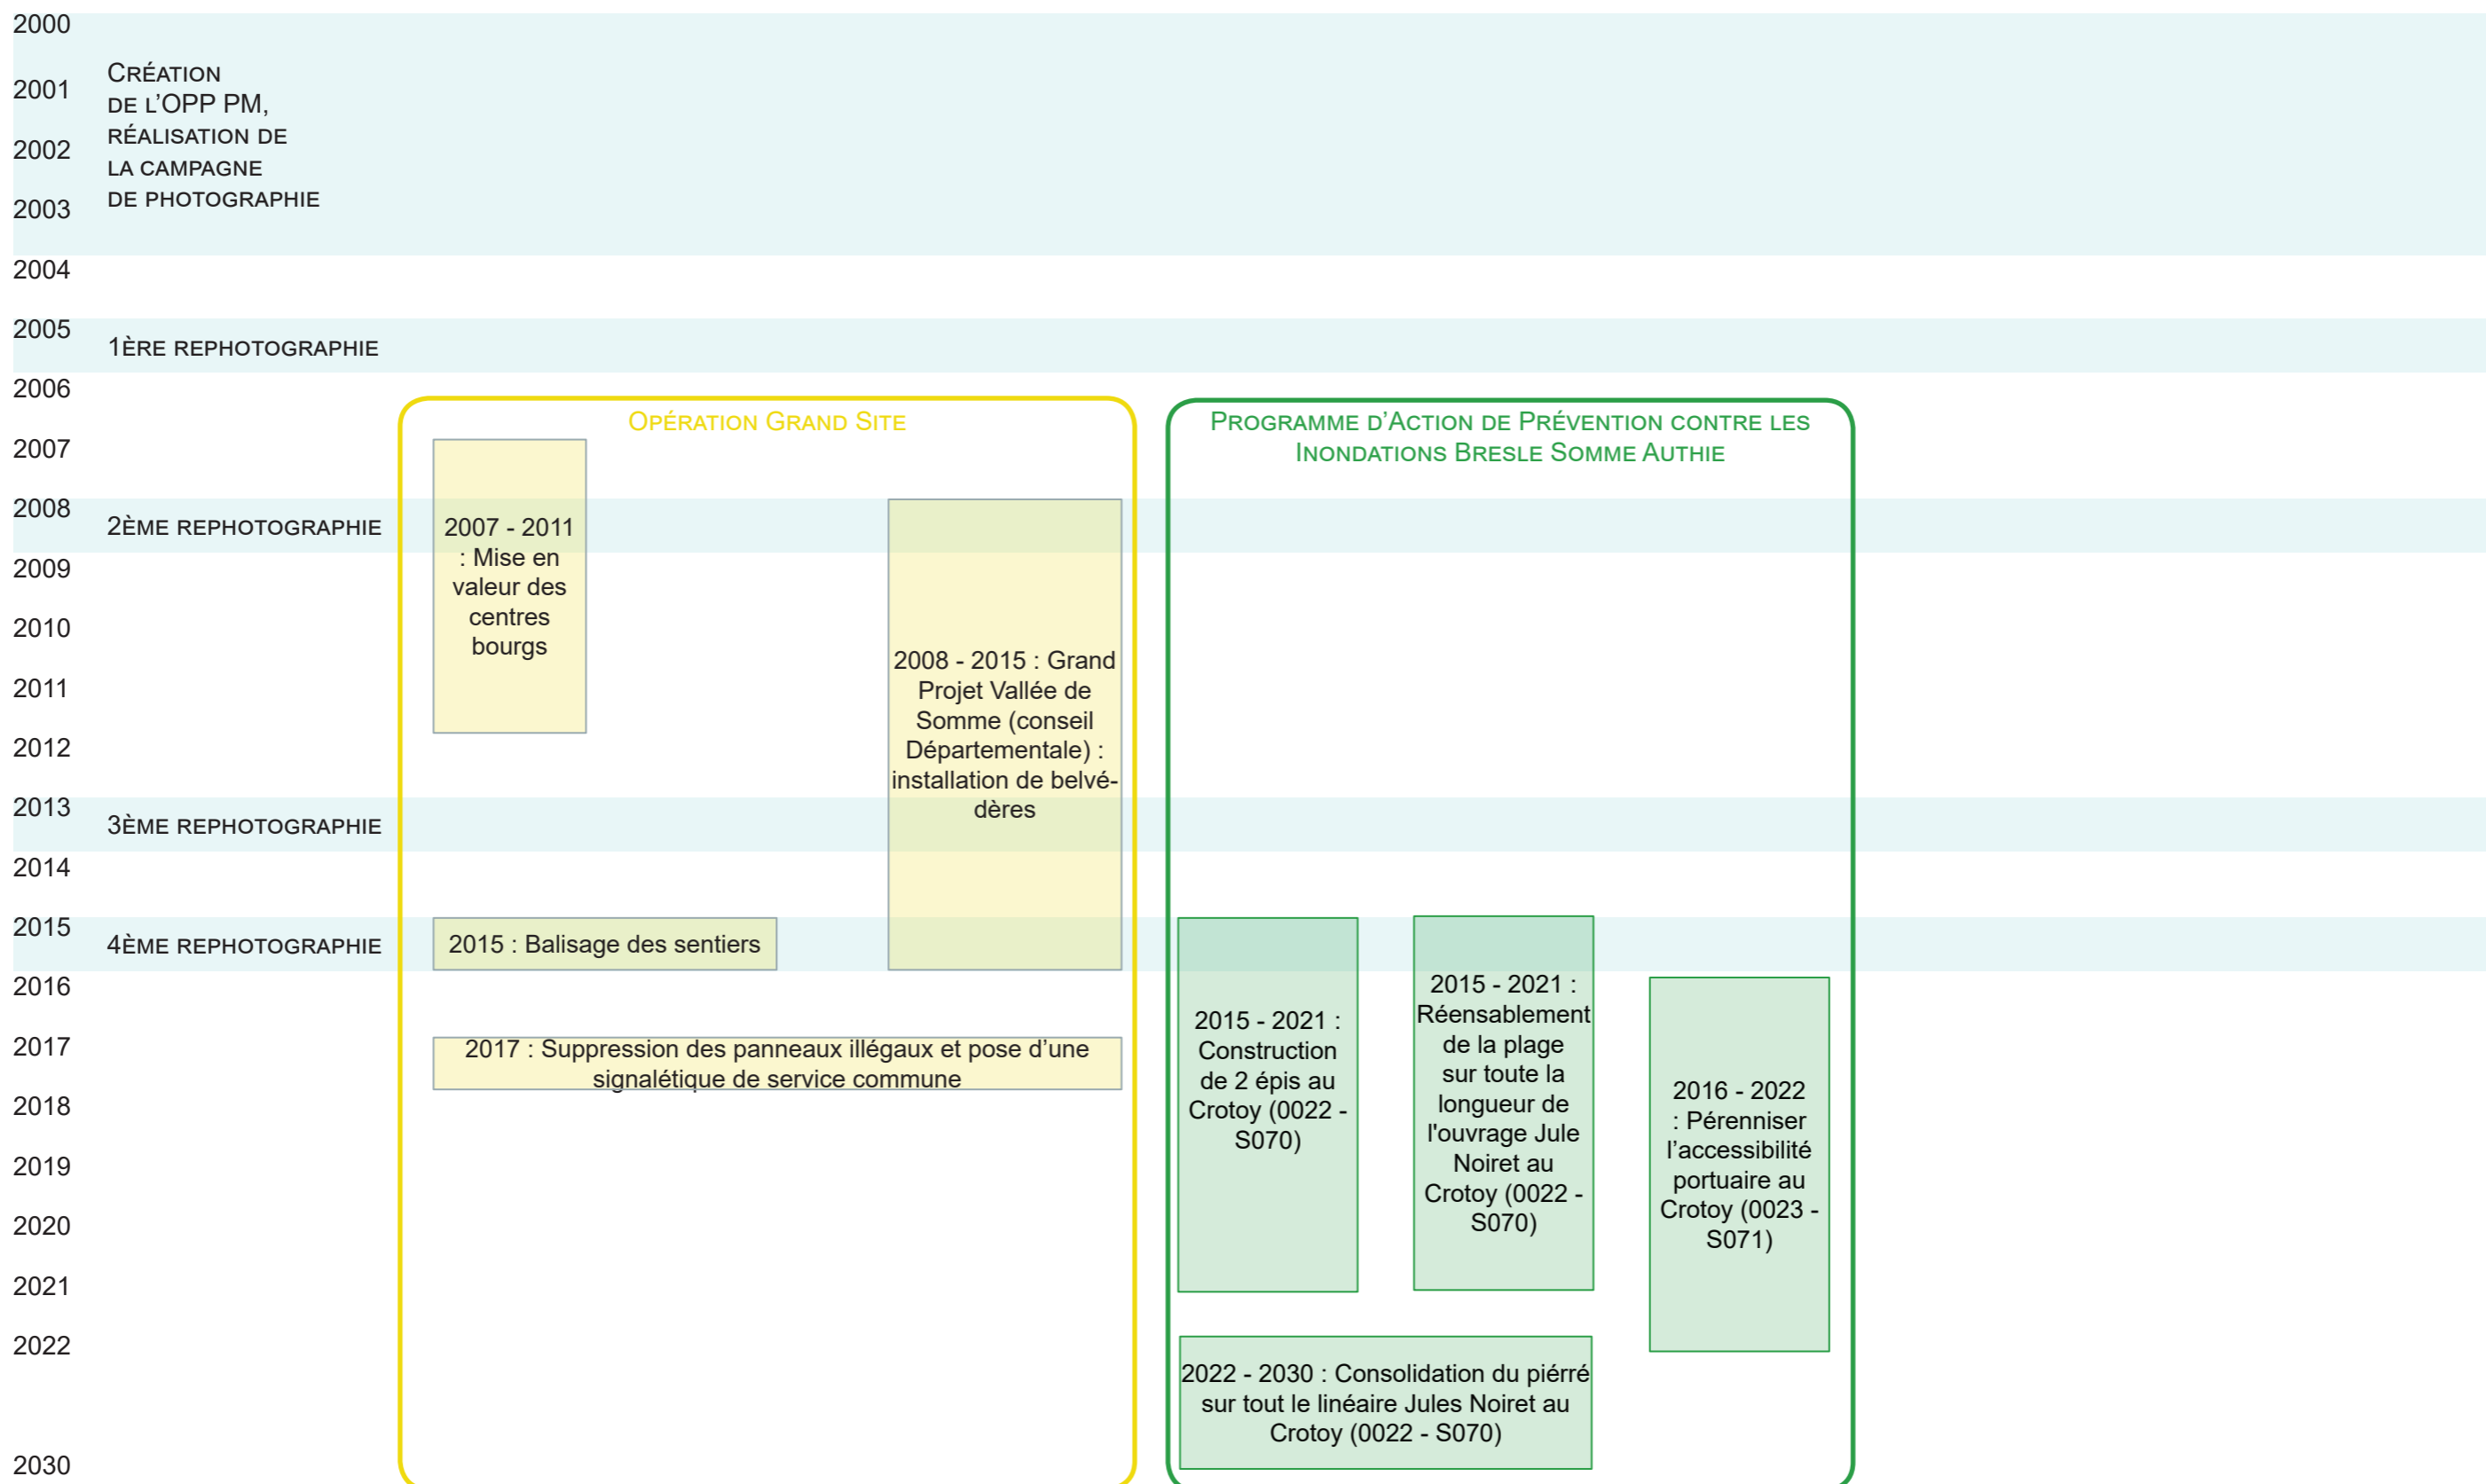 2000
2001
2002
2003
2004
2005
2006
2007
2008
2009
2010
2011
2012
2013
2014
2015
2016
2017
2018
2019
2020
2021
2022
2030
Création
de l’OPP PM,
réalisation de
la campagne
de photographie
1ère rephotographie
2ème rephotographie
3ème rephotographie
4ème rephotographie
Opération Grand Site
2007 - 2011
: Mise en
valeur des
centres
bourgs
2008 - 2015 : Grand
Projet Vallée de
Somme (conseil
Départementale) :
installation de belvé-
dères
2015 : Balisage des sentiers
2017 : Suppression des panneaux illégaux et pose d’une
signalétique de service commune
Programme d’Action de Prévention contre les
Inondations Bresle Somme Authie
2015 - 2021 :
Construction
de 2 épis au
Crotoy (0022 -
S070)
2015 - 2021 :
Réensablement
de la plage
sur toute la
longueur de
l'ouvrage Jule
Noiret au
Crotoy (0022 -
S070)
2016 - 2022
: Pérenniser
l’accessibilité
portuaire au
Crotoy (0023 -
S071)
2022 - 2030 : Consolidation du piérré
sur tout le linéaire Jules Noiret au
Crotoy (0022 - S070)